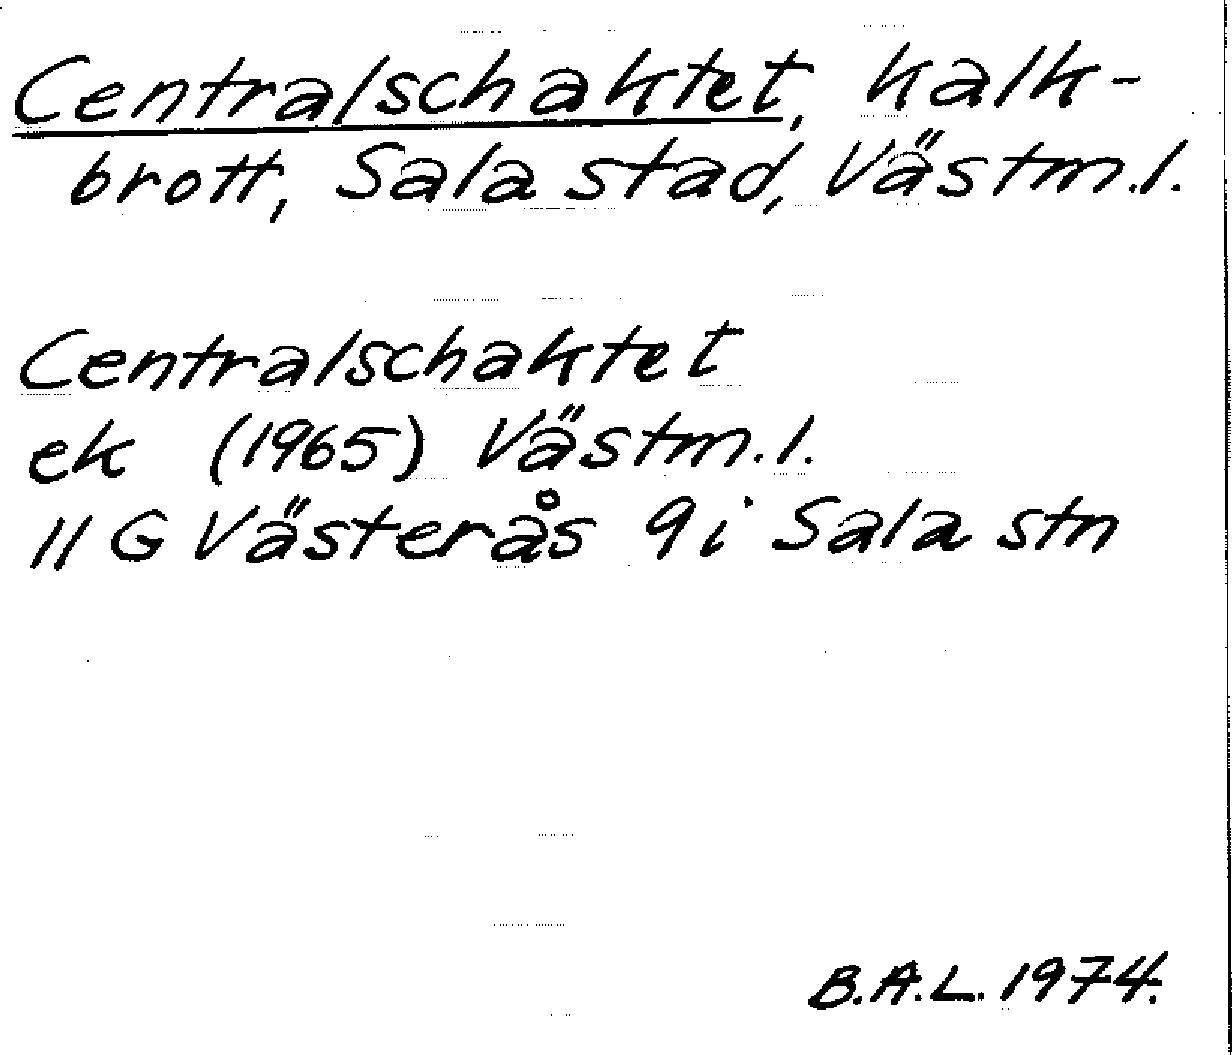 Centralschaktet, kalk-
brott, Sala stad, Västm.l.
Centralschaktet
ek (1965) Västm.l.
11 G Västerås 9i Sala stn
B.A.L. 1974.